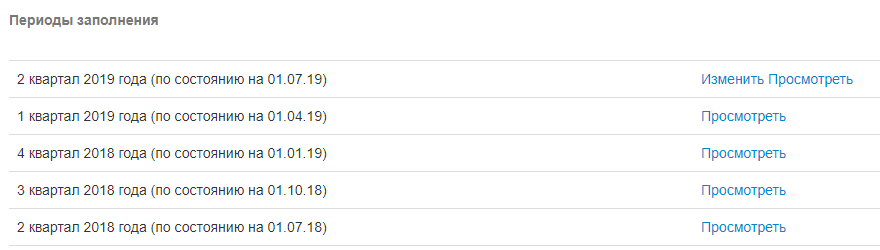 Периоды заполнения
2 квартал 2019 года (по состоянию на 01.07.19) Изменить Просмотреть
1 квартал 2019 года (по состоянию на 01.04.19) Просмотреть
4 квартал 2018 года (по состоянию на 01.01.19) Просмотреть
3 квартал 2018 года (по состоянию на 01.10.18) Просмотреть
2 квартал 2018 года (по состоянию на 01.07.18) Просмотреть